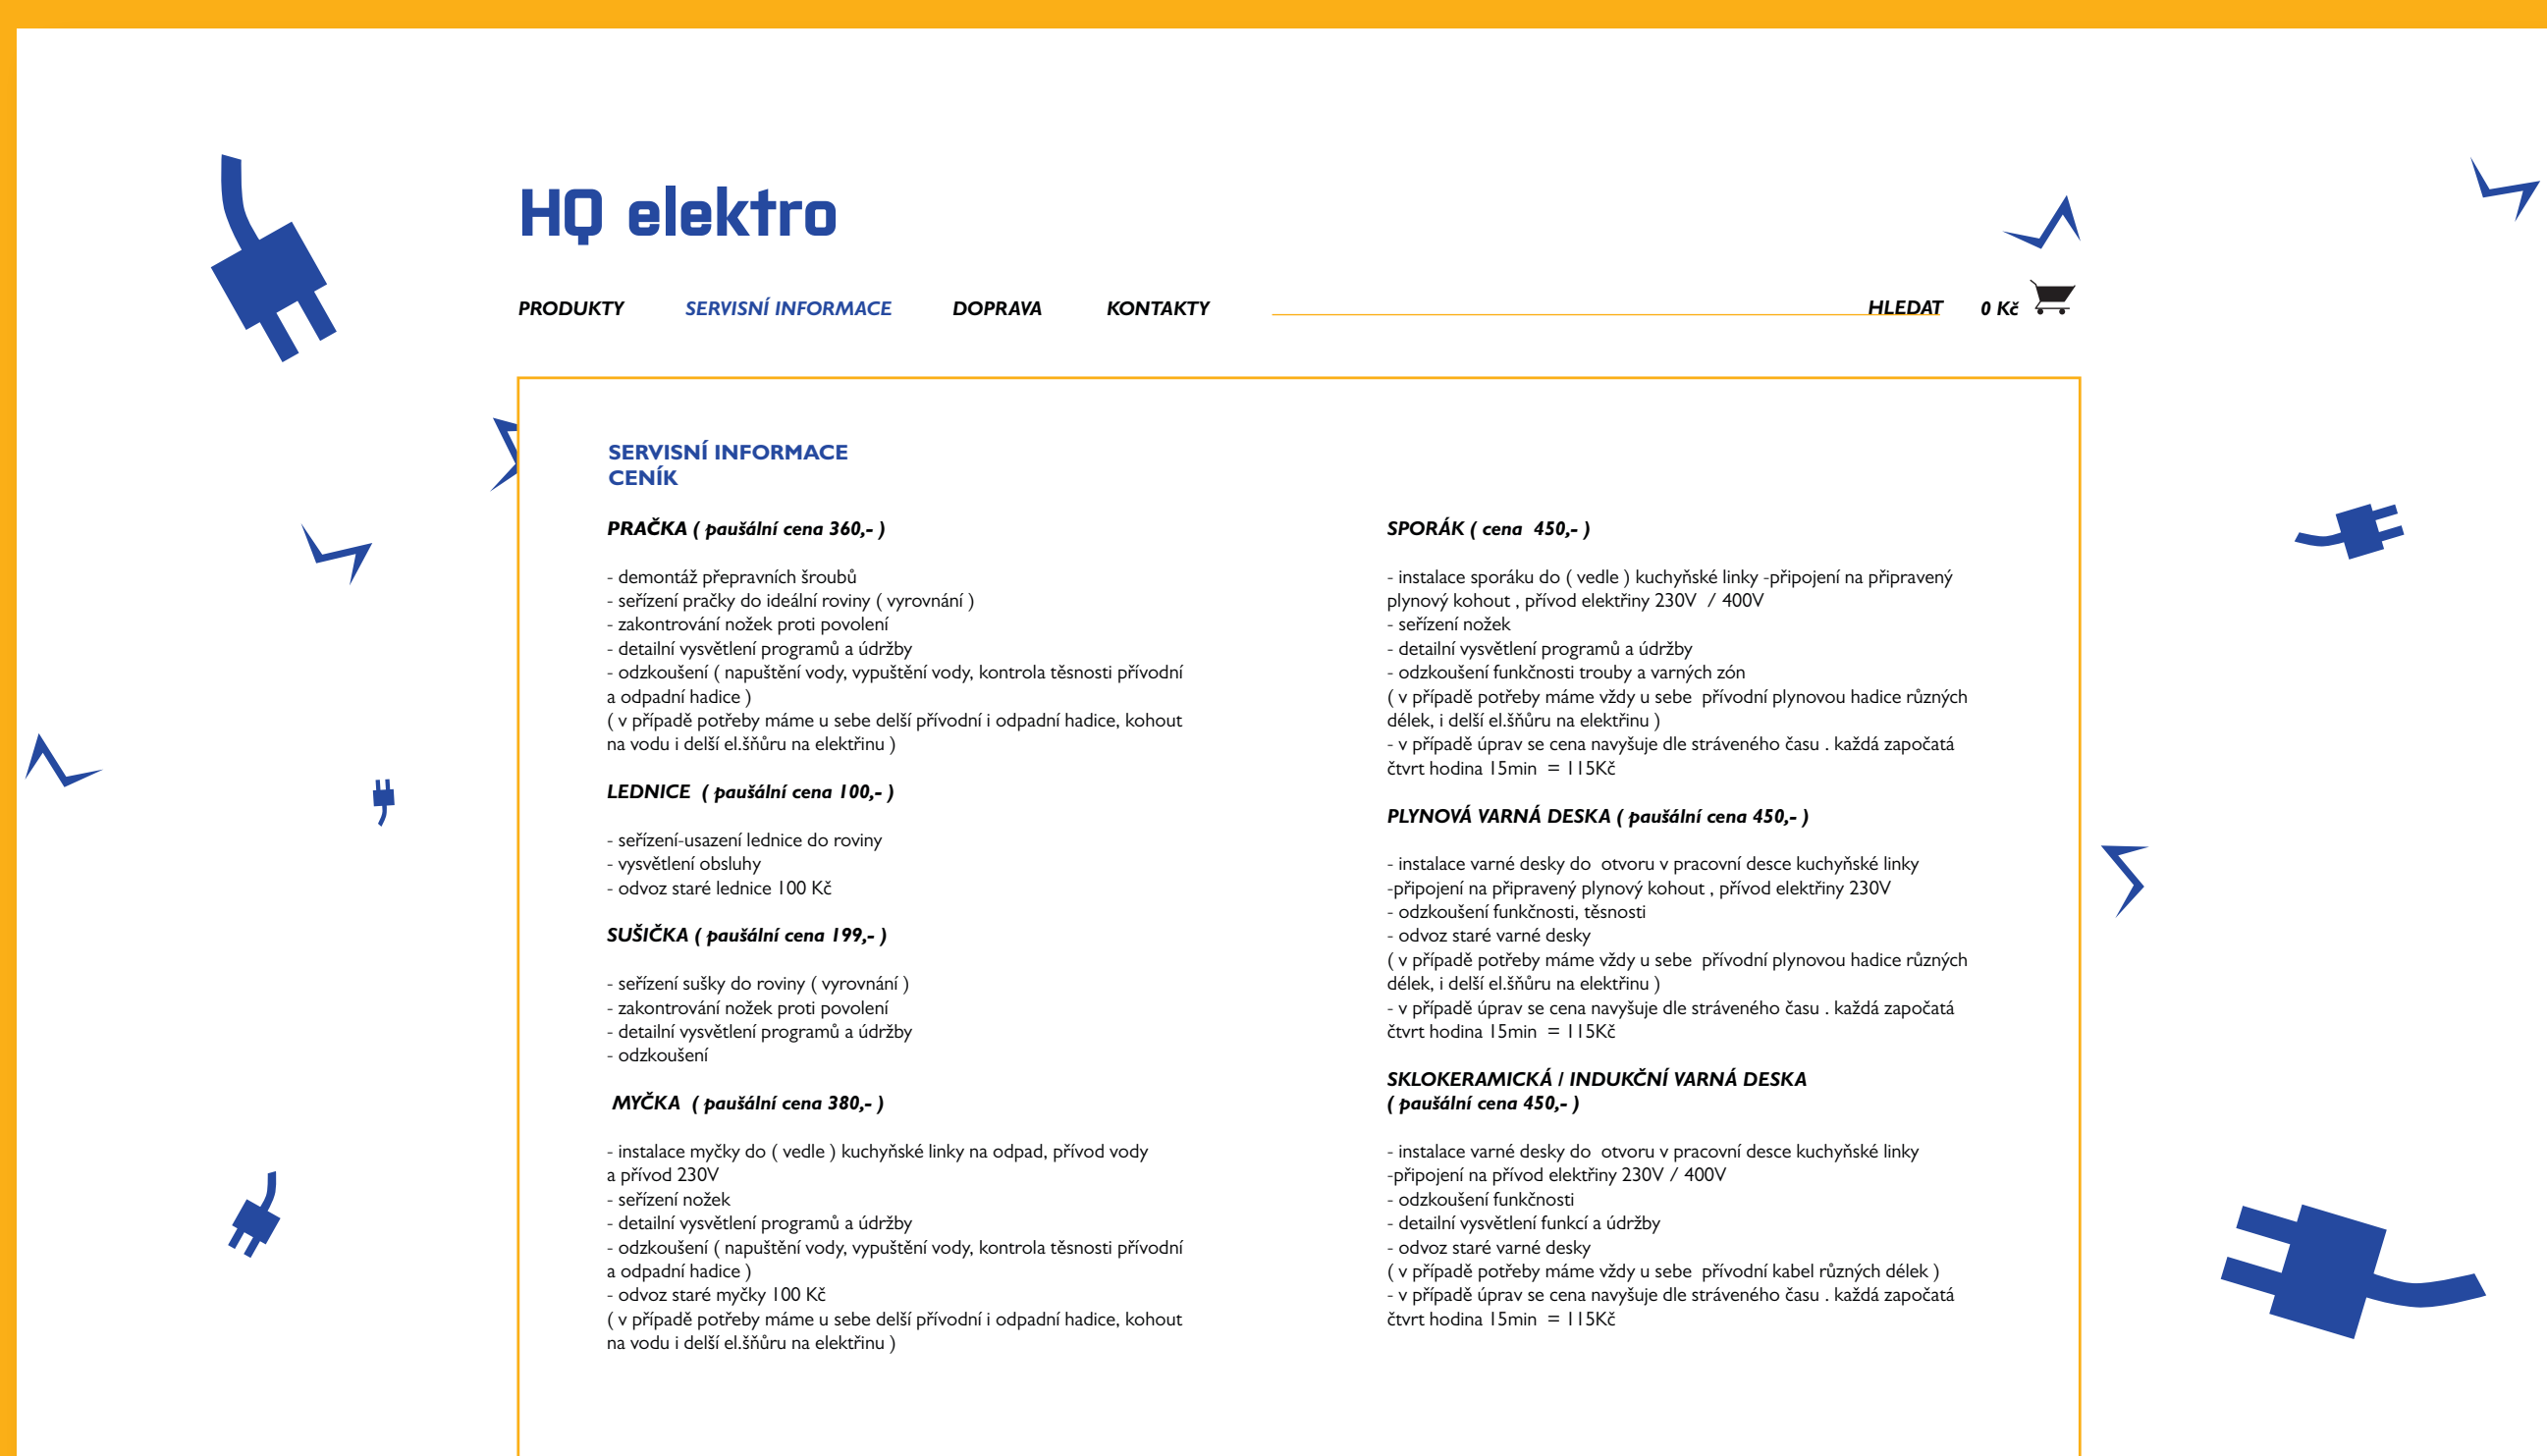 HQ elektro
PRODUKTY SERVISNÍ INFORMACE DOPRAVA KONTAKTY HLEDAT 0 Kč
SERVISNÍ INFORMACE
CENÍK
PRAČKA ( paušální cena 360,- )
- demontáž přepravních šroubů
- seřízení pračky do ideální roviny ( vyrovnání )
- zakontrování nožek proti povolení
- detailní vysvětlení programů a údržby
- odzkoušení ( napuštění vody, vypuštění vody, kontrola těsnosti přívodní
a odpadní hadice )
( v případě potřeby máme u sebe delší přívodní i odpadní hadice, kohout
na vodu i delší el.šňůru na elektřinu )
LEDNICE  ( paušální cena 100,- )
- seřízení-usazení lednice do roviny
- vysvětlení obsluhy
- odvoz staré lednice 100 Kč
SUŠIČKA ( paušální cena 199,- )
- seřízení sušky do roviny ( vyrovnání )
- zakontrování nožek proti povolení
- detailní vysvětlení programů a údržby
- odzkoušení
MYČKA  ( paušální cena 380,- )
- instalace myčky do ( vedle ) kuchyňské linky na odpad, přívod vody
a přívod 230V
- seřízení nožek
- detailní vysvětlení programů a údržby
- odzkoušení ( napuštění vody, vypuštění vody, kontrola těsnosti přívodní
a odpadní hadice )
- odvoz staré myčky 100 Kč
( v případě potřeby máme u sebe delší přívodní i odpadní hadice, kohout
na vodu i delší el.šňůru na elektřinu )
SPORÁK ( cena  450,- )
- instalace sporáku do ( vedle ) kuchyňské linky -připojení na připravený
plynový kohout , přívod elektřiny 230V  / 400V
- seřízení nožek
- detailní vysvětlení programů a údržby
- odzkoušení funkčnosti trouby a varných zón
( v případě potřeby máme vždy u sebe  přívodní plynovou hadice různých
délek, i delší el.šňůru na elektřinu )
- v případě úprav se cena navyšuje dle stráveného času . každá započatá
čtvrt hodina 15min  = 115Kč
PLYNOVÁ VARNÁ DESKA ( paušální cena 450,- )
- instalace varné desky do  otvoru v pracovní desce kuchyňské linky
-připojení na připravený plynový kohout , přívod elektřiny 230V
- odzkoušení funkčnosti, těsnosti
- odvoz staré varné desky
( v případě potřeby máme vždy u sebe  přívodní plynovou hadice různých
délek, i delší el.šňůru na elektřinu )
- v případě úprav se cena navyšuje dle stráveného času . každá započatá
čtvrt hodina 15min  = 115Kč
SKLOKERAMICKÁ / INDUKČNÍ VARNÁ DESKA
( paušální cena 450,- )
- instalace varné desky do  otvoru v pracovní desce kuchyňské linky
-připojení na přívod elektřiny 230V / 400V
- odzkoušení funkčnosti
- detailní vysvětlení funkcí a údržby
- odvoz staré varné desky
( v případě potřeby máme vždy u sebe  přívodní kabel různých délek )
- v případě úprav se cena navyšuje dle stráveného času . každá započatá
čtvrt hodina 15min  = 115Kč